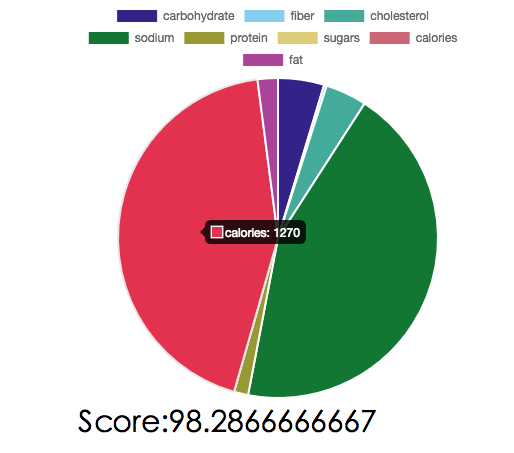 carbohydrate fiber cholesterol
sodium protein sugars calories
fat
calories: 1270
Score:98.2866666667